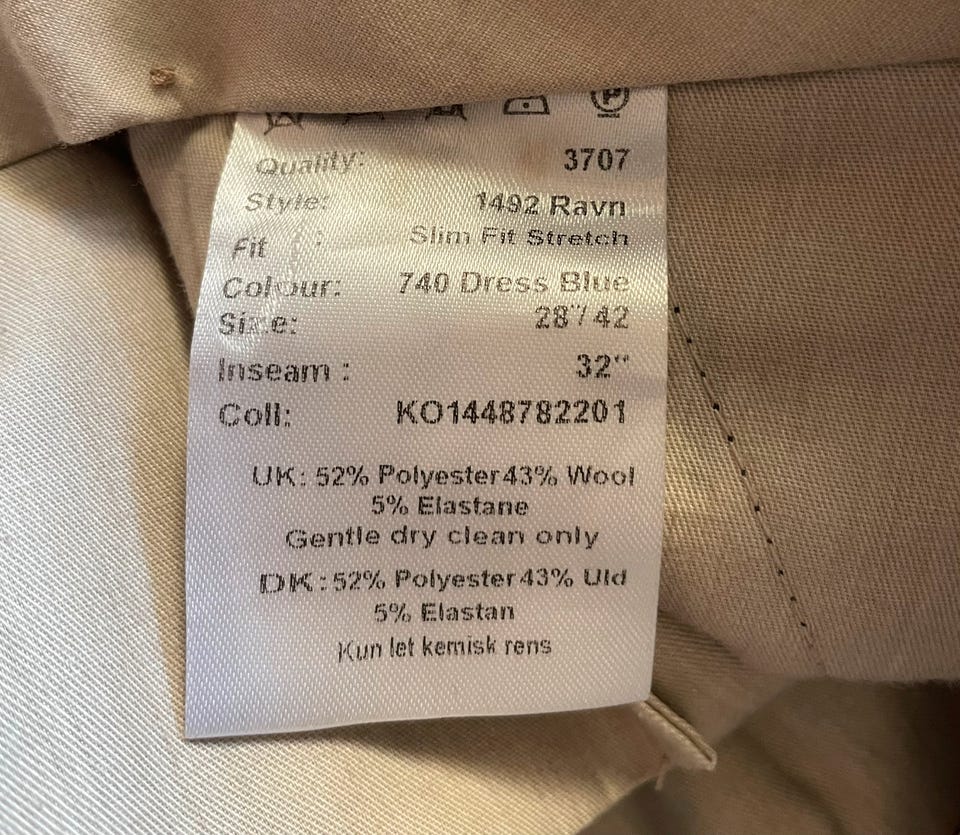 P
Quality: 3707
Style: 1492 Ravn
Fit : Slim Fit Stretch
Colour: 740 Dress Blue
Size: 28"/42
Inseam : 32"
Coll: KO1448782201
UK: 52% Polyester 43% Wool
5% Elastane
Gentle dry clean only
DK: 52% Polyester 43% Uld
5% Elastan
Kun let kemisk rens